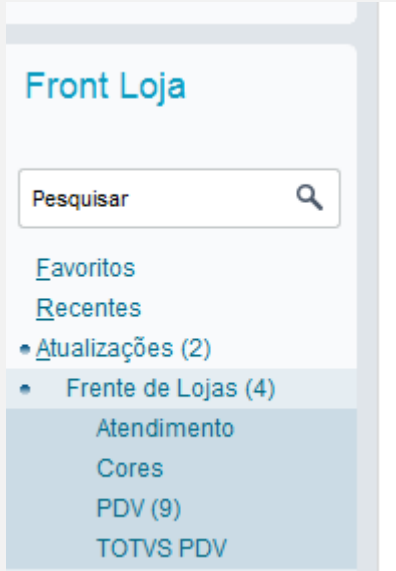 Front Loja
Pesquisar
Favoritos
Recentes
Atualizações (2)
Frente de Lojas (4)
Atendimento
Cores
PDV (9)
TOTVS PDV